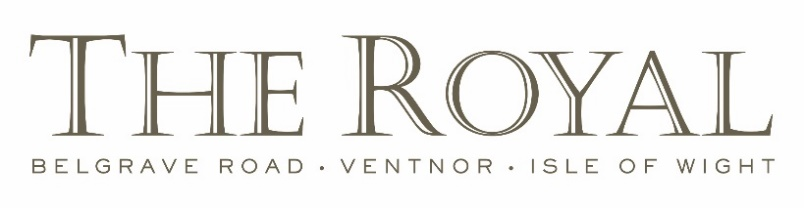 THE ROYAL
BELGRAVE ROAD · VENTNOR · ISLE OF WIGHT